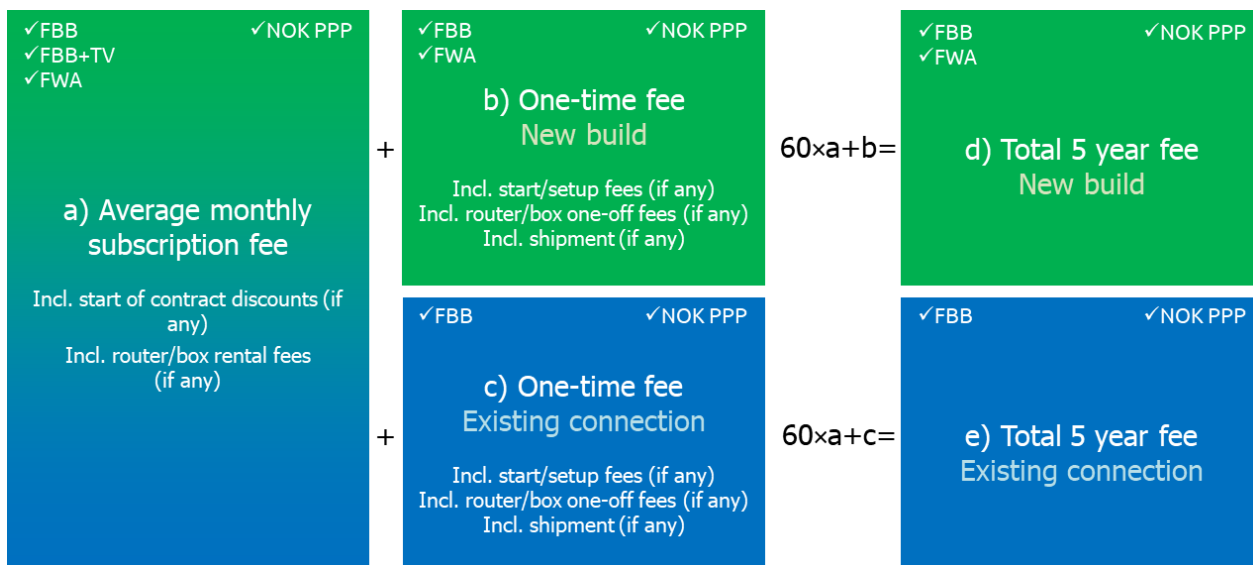 ✓FBB ✓NOK PPP
✓FBB+TV
✓FWA
a) Average monthly
subscription fee
Incl. start of contract discounts (if
any)
Incl. router/box rental fees
(if any)
+
✓FBB ✓NOK PPP
✓FWA
b) One-time fee
New build
Incl. start/setup fees (if any)
Incl. router/box one-off fees (if any)
Incl. shipment (if any)
60×a+b=
✓FBB ✓NOK PPP
✓FWA
d) Total 5 year fee
New build
+
✓FBB ✓NOK PPP
c) One-time fee
Existing connection
Incl. start/setup fees (if any)
Incl. router/box one-off fees (if any)
Incl. shipment (if any)
60×a+c=
✓FBB ✓NOK PPP
e) Total 5 year fee
Existing connection